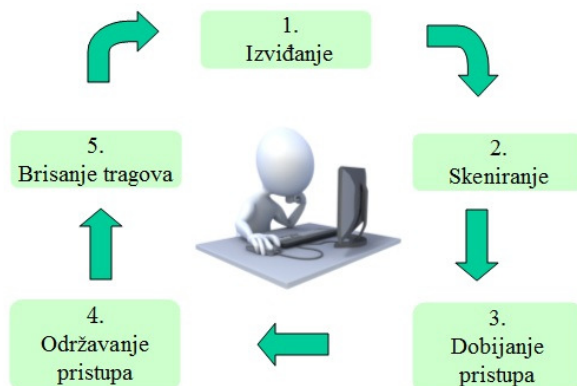 1.
Izviđanje
2.
Skeniranje
3.
Dobijanje
pristupa
4.
Održavanje
pristupa
5.
Brisanje tragova